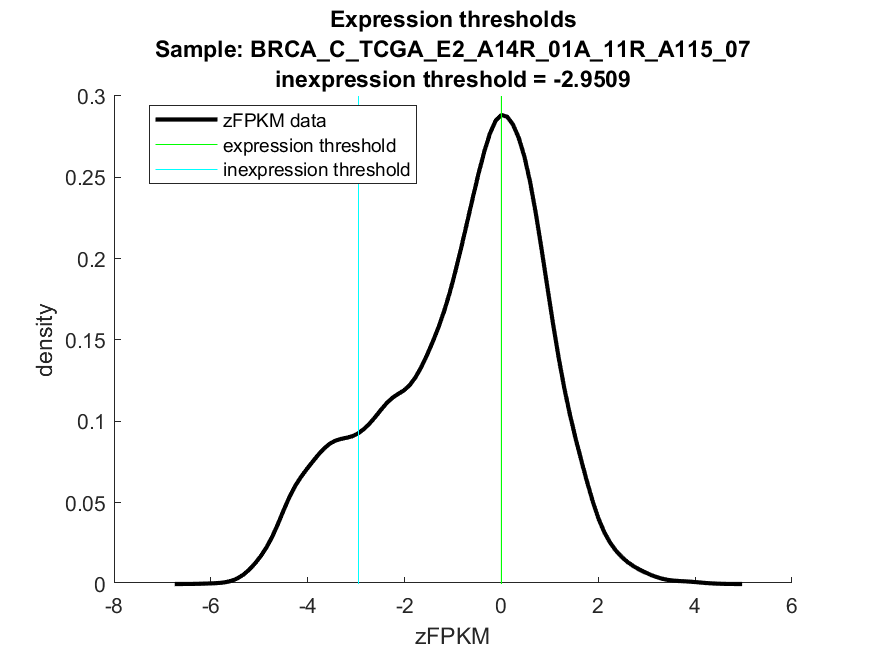 Expression thresholds
Sample: BRCA_C_TCGA_E2_A14R_01A_11R_A115_07
inexpression threshold = -2.9509
zFPKM data
expression threshold
inexpression threshold
0.3
0.25
0.2
0.15
0.1
0.05
0
density
-8 -6 -4 -2 0 2 4 6
zFPKM